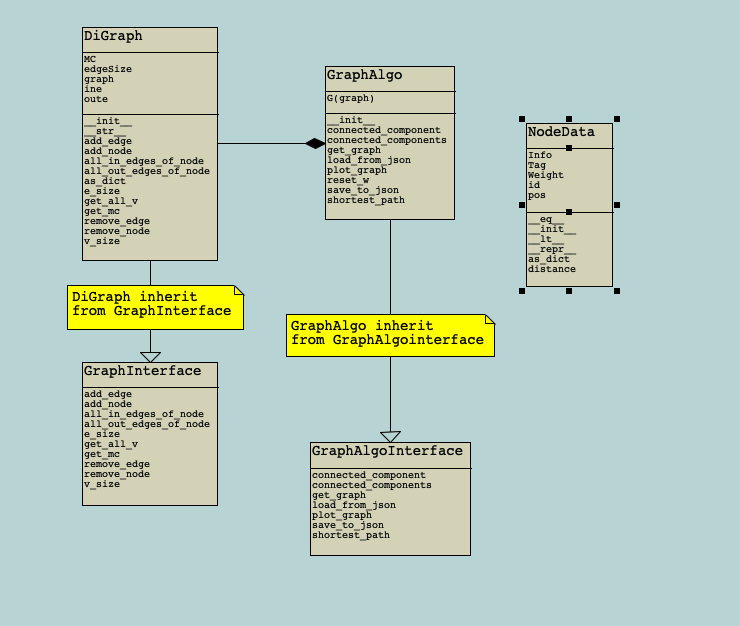 DiGraph
MC
edgeSize
graph
ine
oute
__init__
__str__
add_edge
add_node
all_in_edges_of_node
all_out_edges_of_node
as_dict
e_size
get_all_v
get_mc
remove_edge
remove_node
v_size
GraphAlgo
G(graph)
__init__
connected_component
connected_components
get_graph
load_from_json
plot_graph
reset_w
save_to_json
shortest_path
NodeData
Info
Tag
Weight
id
pos
__eq__
__init__
__lt__
__repr__
as_dict
distance
DiGraph inherit
from GraphInterface
GraphAlgo inherit
from GraphAlgointerface
GraphInterface
add_edge
add_node
all_in_edges_of_node
all_out_edges_of_node
e_size
get_all_v
get_mc
remove_edge
remove_node
v_size
GraphAlgoInterface
connected_component
connected_components
get_graph
load_from_json
plot_graph
save_to_json
shortest_path